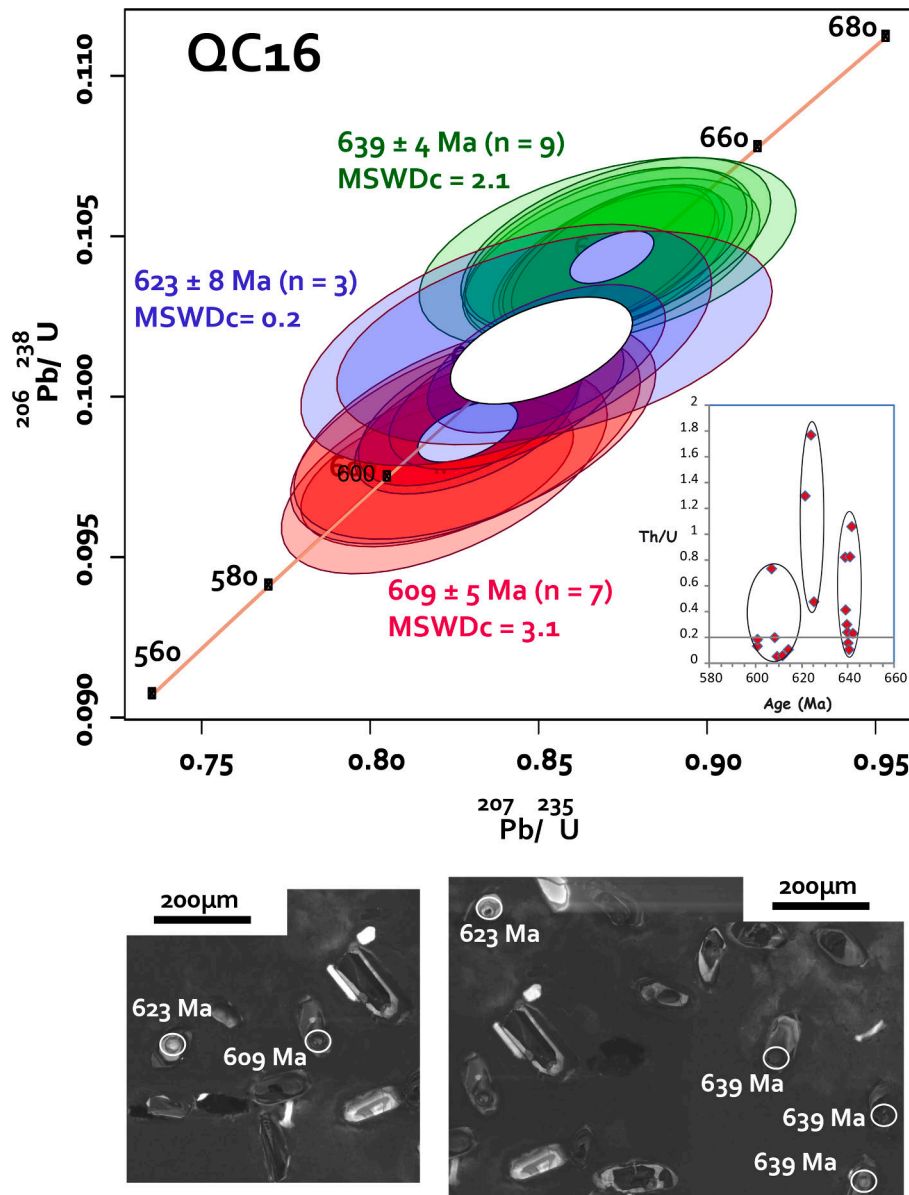 QC16
680
660
639 ± 4 Ma (n = 9)
MSWDc = 2.1
623 ± 8 Ma (n = 3)
MSWDc= 0.2
600
580
560
609 ± 5 Ma (n = 7)
MSWDc = 3.1
0.110
0.105
0.100
0.095
0.090
206 238
Pb/ U
0.75 0.80 0.85 0.90 0.95
207 235
Pb/ U
2
1.8
1.6
1.4
1.2
1
0.8
0.6
0.4
0.2
0
Th/U
580 600 620 640 660
Age (Ma)
200µm
623 Ma
609 Ma
200µm
623 Ma
639 Ma
639 Ma
639 Ma